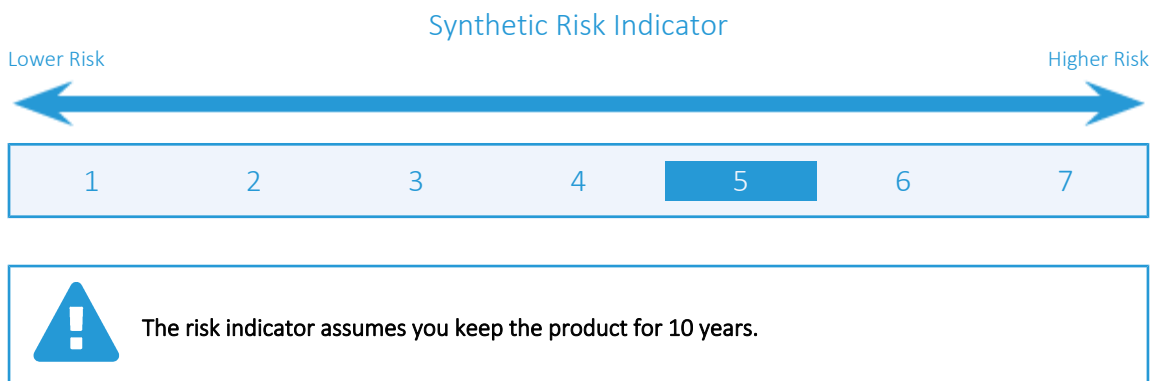 Synthetic Risk Indicator
Lower Risk Higher Risk
1 2 3 4 5 6 7
The risk indicator assumes you keep the product for 10 years.